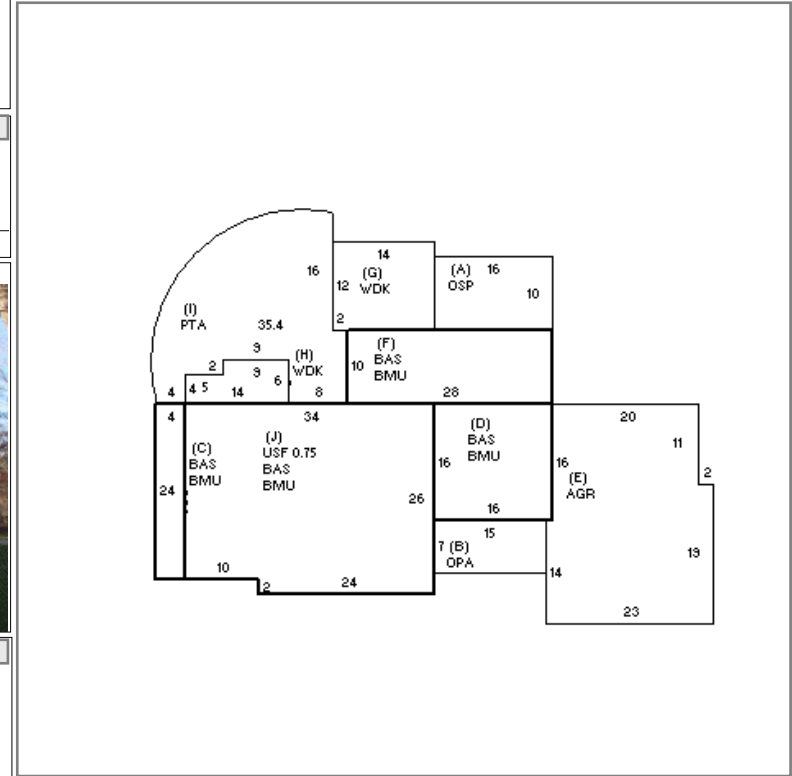 14
(A) 16
OSP
10
16
12
(G)
WDK
2
(I)
PTA
35.4
9
2
9
(H)
WDK
6
4
4 5
14
8
(F)
BAS
BMU
10
28
4
34
24
(C)
BAS
BMU
(J)
USF 0.75
BAS
BMU
26
10
2
24
(D)
BAS
BMU
16
16
15
7 (B)
OPA
20
11
2
16
(E)
AGR
19
14
23